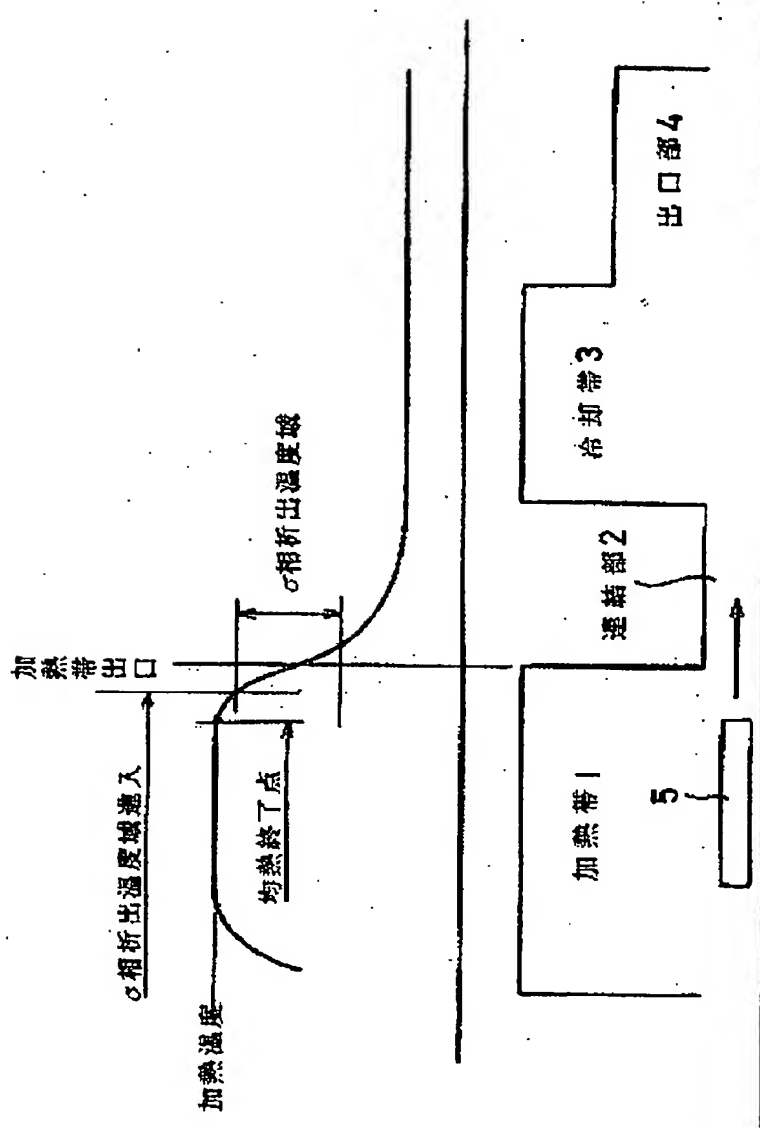 加熱帯出口
σ相析出温度域進入
σ相析出温度域
均熱終了点
加熱温度
加熱帯1
連結部2
冷却帯3
出口部4
5